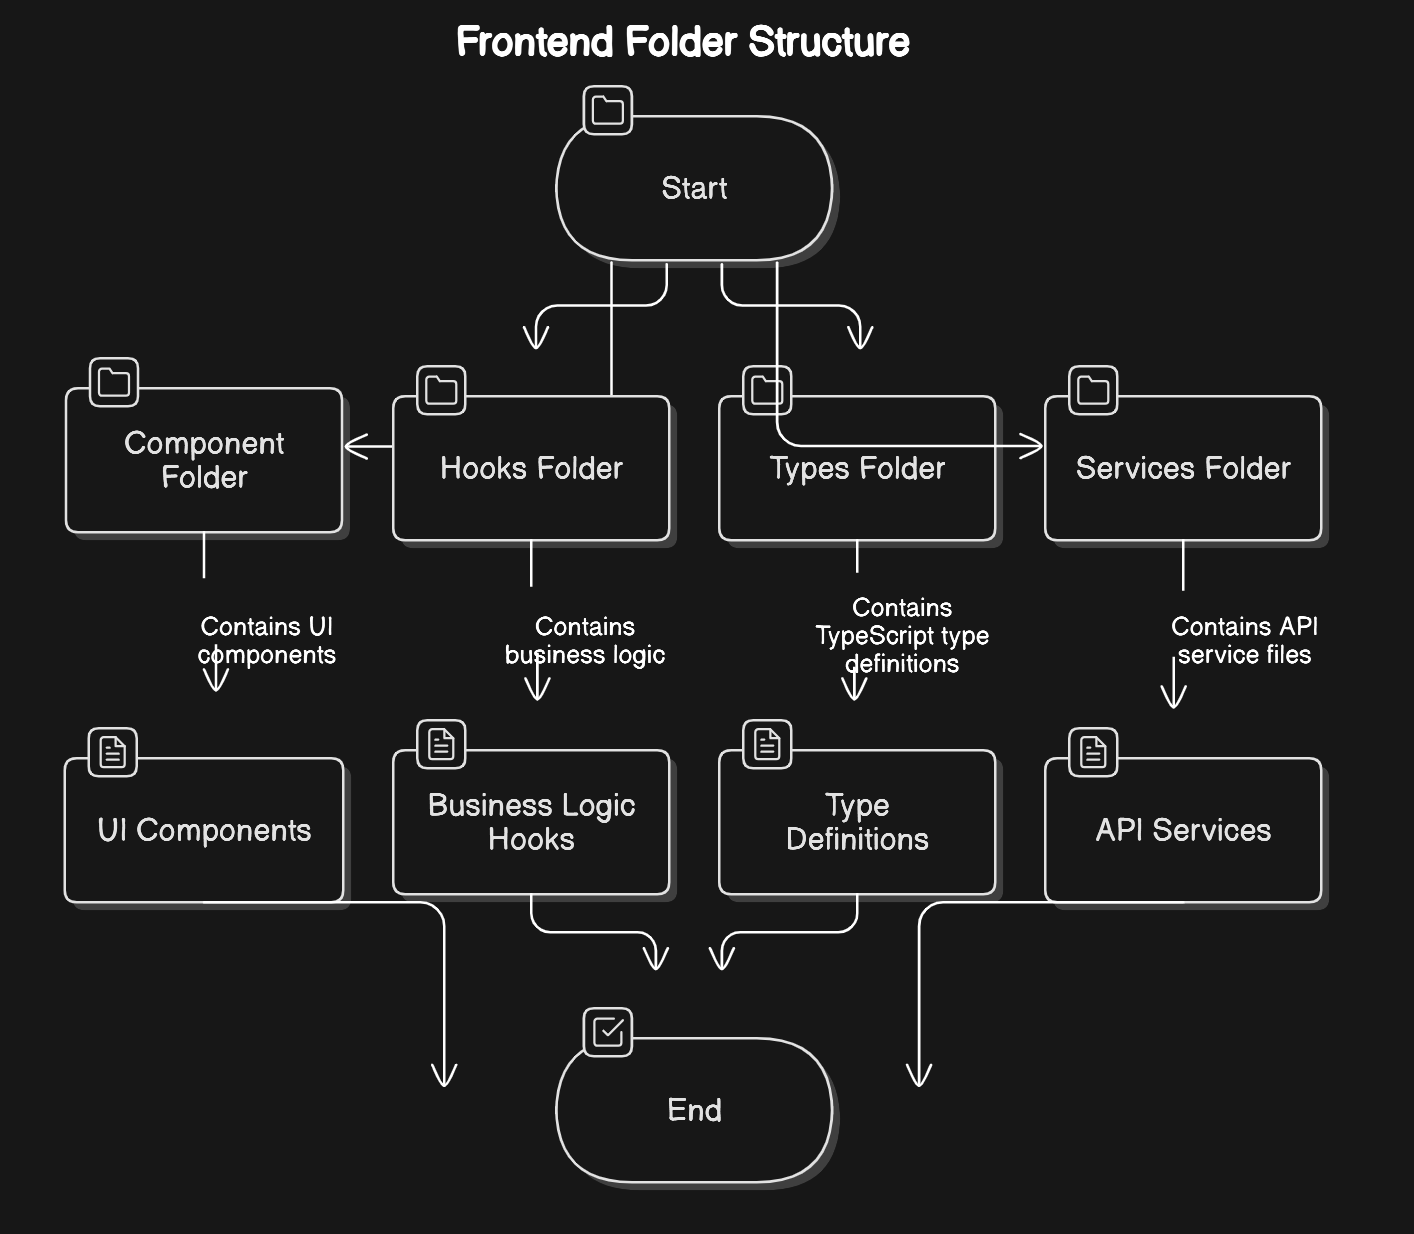 Frontend Folder Structure
Start
Component
Folder
Hooks Folder
Types Folder
Services Folder
Contains UI
components
Contains
business logic
Contains
TypeScript type
definitions
Contains API
service files
UI Components
Business Logic
Hooks
Type
Definitions
API Services
End